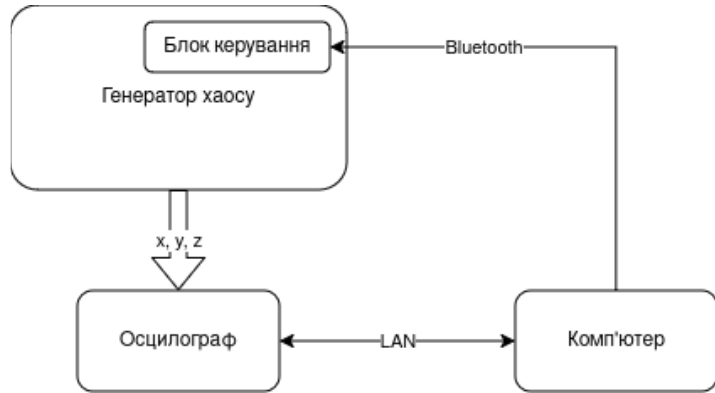 Блок керування
Bluetooth
Генератор хаосу
x, y, z
Осцилограф
LAN
Комп'ютер